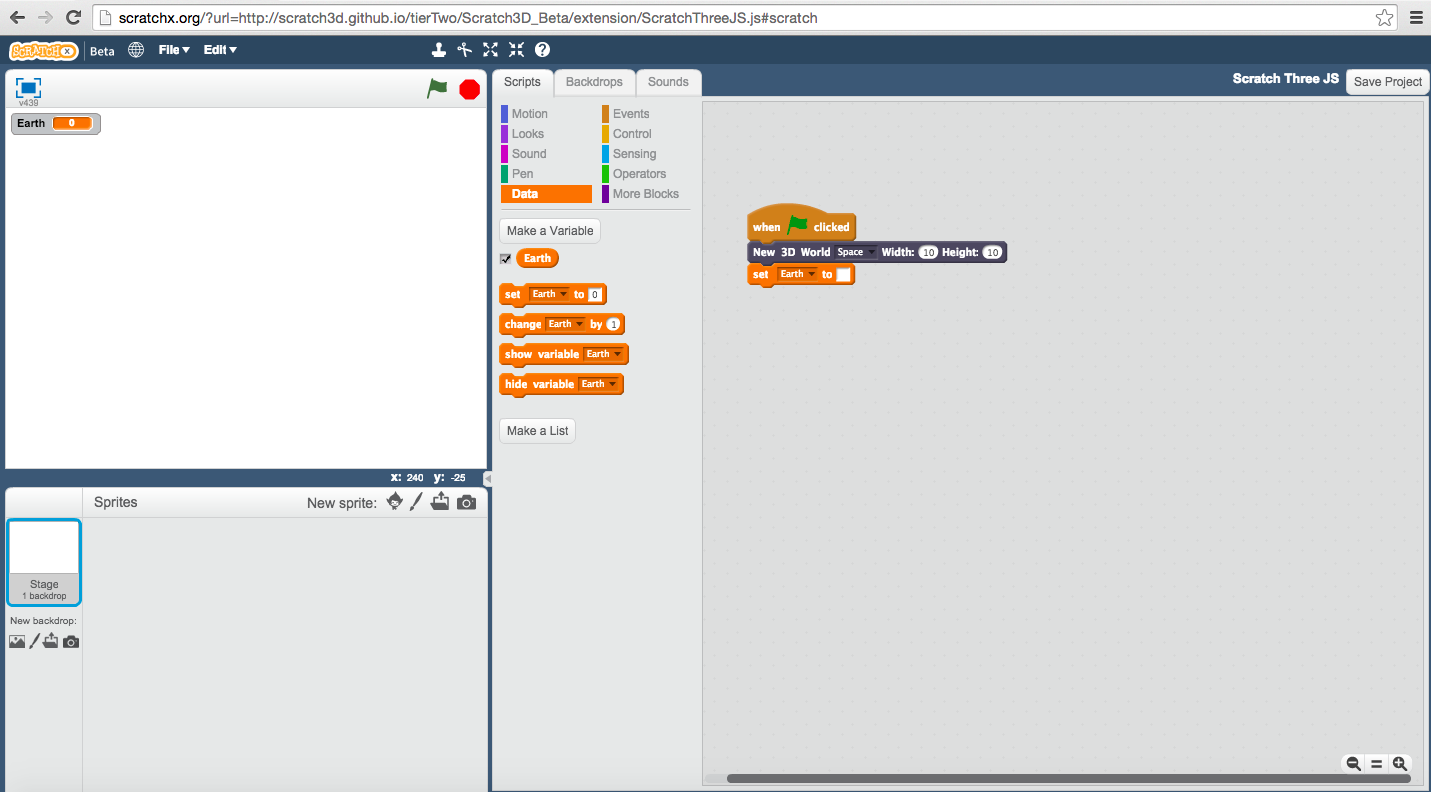 scratchx.org/?url=http://scratch3d.github.io/tierTwo/Scratch3D_Beta/extension/ScratchThreeJS.js#scratch
SCRATCHX Beta File Edit ?
v439
Scripts Backdrops Sounds
Scratch Three JS Save Project
Earth 0
Motion Events
Looks Control
Sound Sensing
Pen Operators
Data More Blocks
Make a Variable
Earth
set Earth to 0
change Earth by 1
show variable Earth
hide variable Earth
Make a List
when clicked
New 3D World Space Width: 10 Height: 10
set Earth to
x: 240 y: -25
Sprites New sprite:
Stage
1 backdrop
New backdrop: